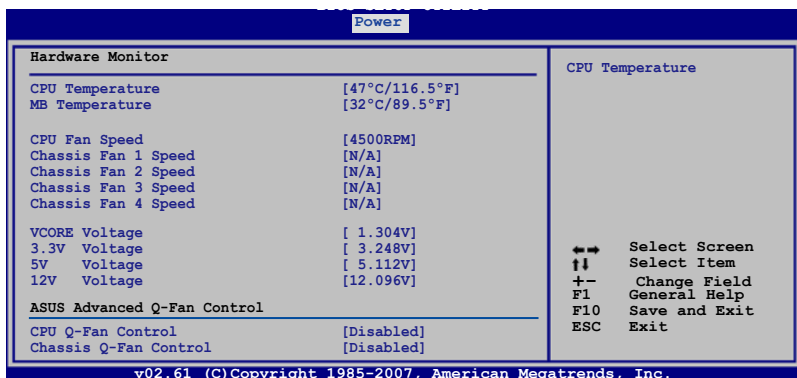 Power
Hardware Monitor
CPU Temperature [47°C/116.5°F]
MB Temperature [32°C/89.5°F]
CPU Fan Speed [4500RPM]
Chassis Fan 1 Speed [N/A]
Chassis Fan 2 Speed [N/A]
Chassis Fan 3 Speed [N/A]
Chassis Fan 4 Speed [N/A]
VCORE Voltage [ 1.304V]
3.3V Voltage [ 3.248V]
5V Voltage [ 5.112V]
12V Voltage [12.096V]
ASUS Advanced Q-Fan Control
CPU Q-Fan Control [Disabled]
Chassis Q-Fan Control [Disabled]
CPU Temperature
←→ Select Screen
↑↓ Select Item
+- Change Field
F1 General Help
F10 Save and Exit
ESC Exit
v02.61 (C)Copyright 1985-2007, American Megatrends, Inc.